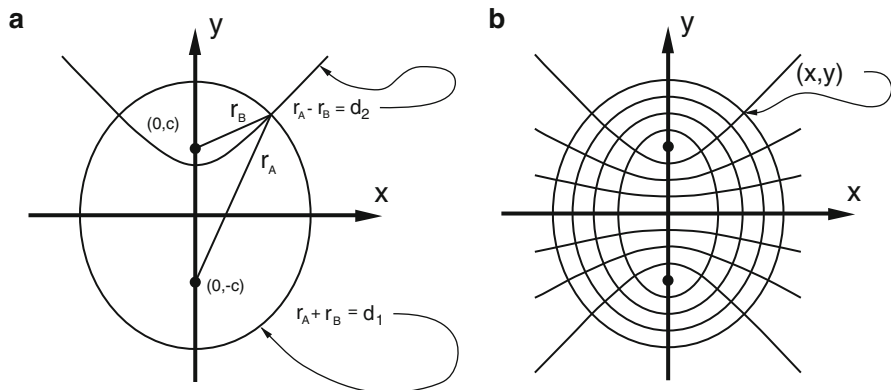 a
y
(0,c)
r_B
r_A - r_B = d_2
r_A
x
(0,-c)
r_A + r_B = d_1
b
y
(x,y)
x